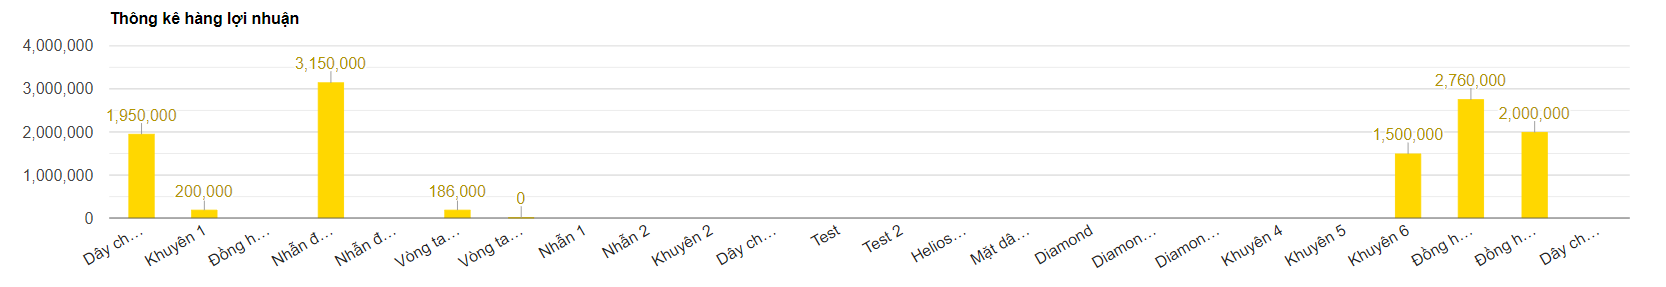 Thông kê hàng lợi nhuận
4,000,000
3,000,000
2,000,000
1,000,000
0
1,950,000
200,000
3,150,000
186,000
0
1,500,000
2,760,000
2,000,000
Dây ch…
Khuyên 1
Đồng h…
Nhẫn đ…
Nhẫn đ…
Vòng ta…
Vòng ta…
Nhẫn 1
Nhẫn 2
Khuyên 2
Dây ch…
Test
Test 2
Helios…
Mặt dâ…
Diamond
Diamon…
Diamon…
Khuyên 4
Khuyên 5
Khuyên 6
Đồng h…
Đồng h…
Dây ch…